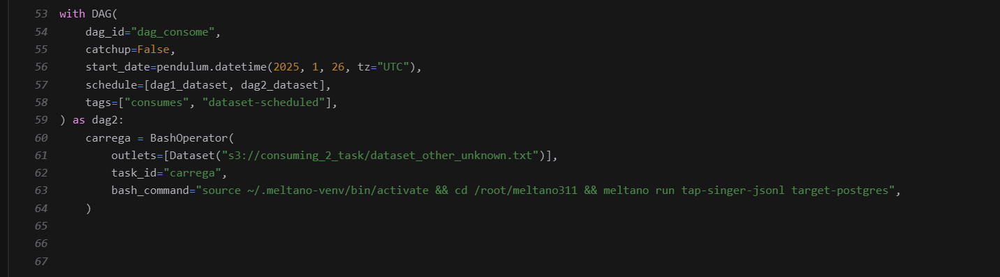 53 with DAG(
54     dag_id="dag_consome",
55     catchup=False,
56     start_date=pendulum.datetime(2025, 1, 26, tz="UTC"),
57     schedule=[dag1_dataset, dag2_dataset],
58     tags=["consumes", "dataset-scheduled"],
59 ) as dag2:
60     carrega = BashOperator(
61         outlets=[Dataset("s3://consuming_2_task/dataset_other_unknown.txt")],
62         task_id="carrega",
63         bash_command="source ~/.meltano-venv/bin/activate && cd /root/meltano311 && meltano run tap-singer-jsonl target-postgres",
64     )
65
66
67